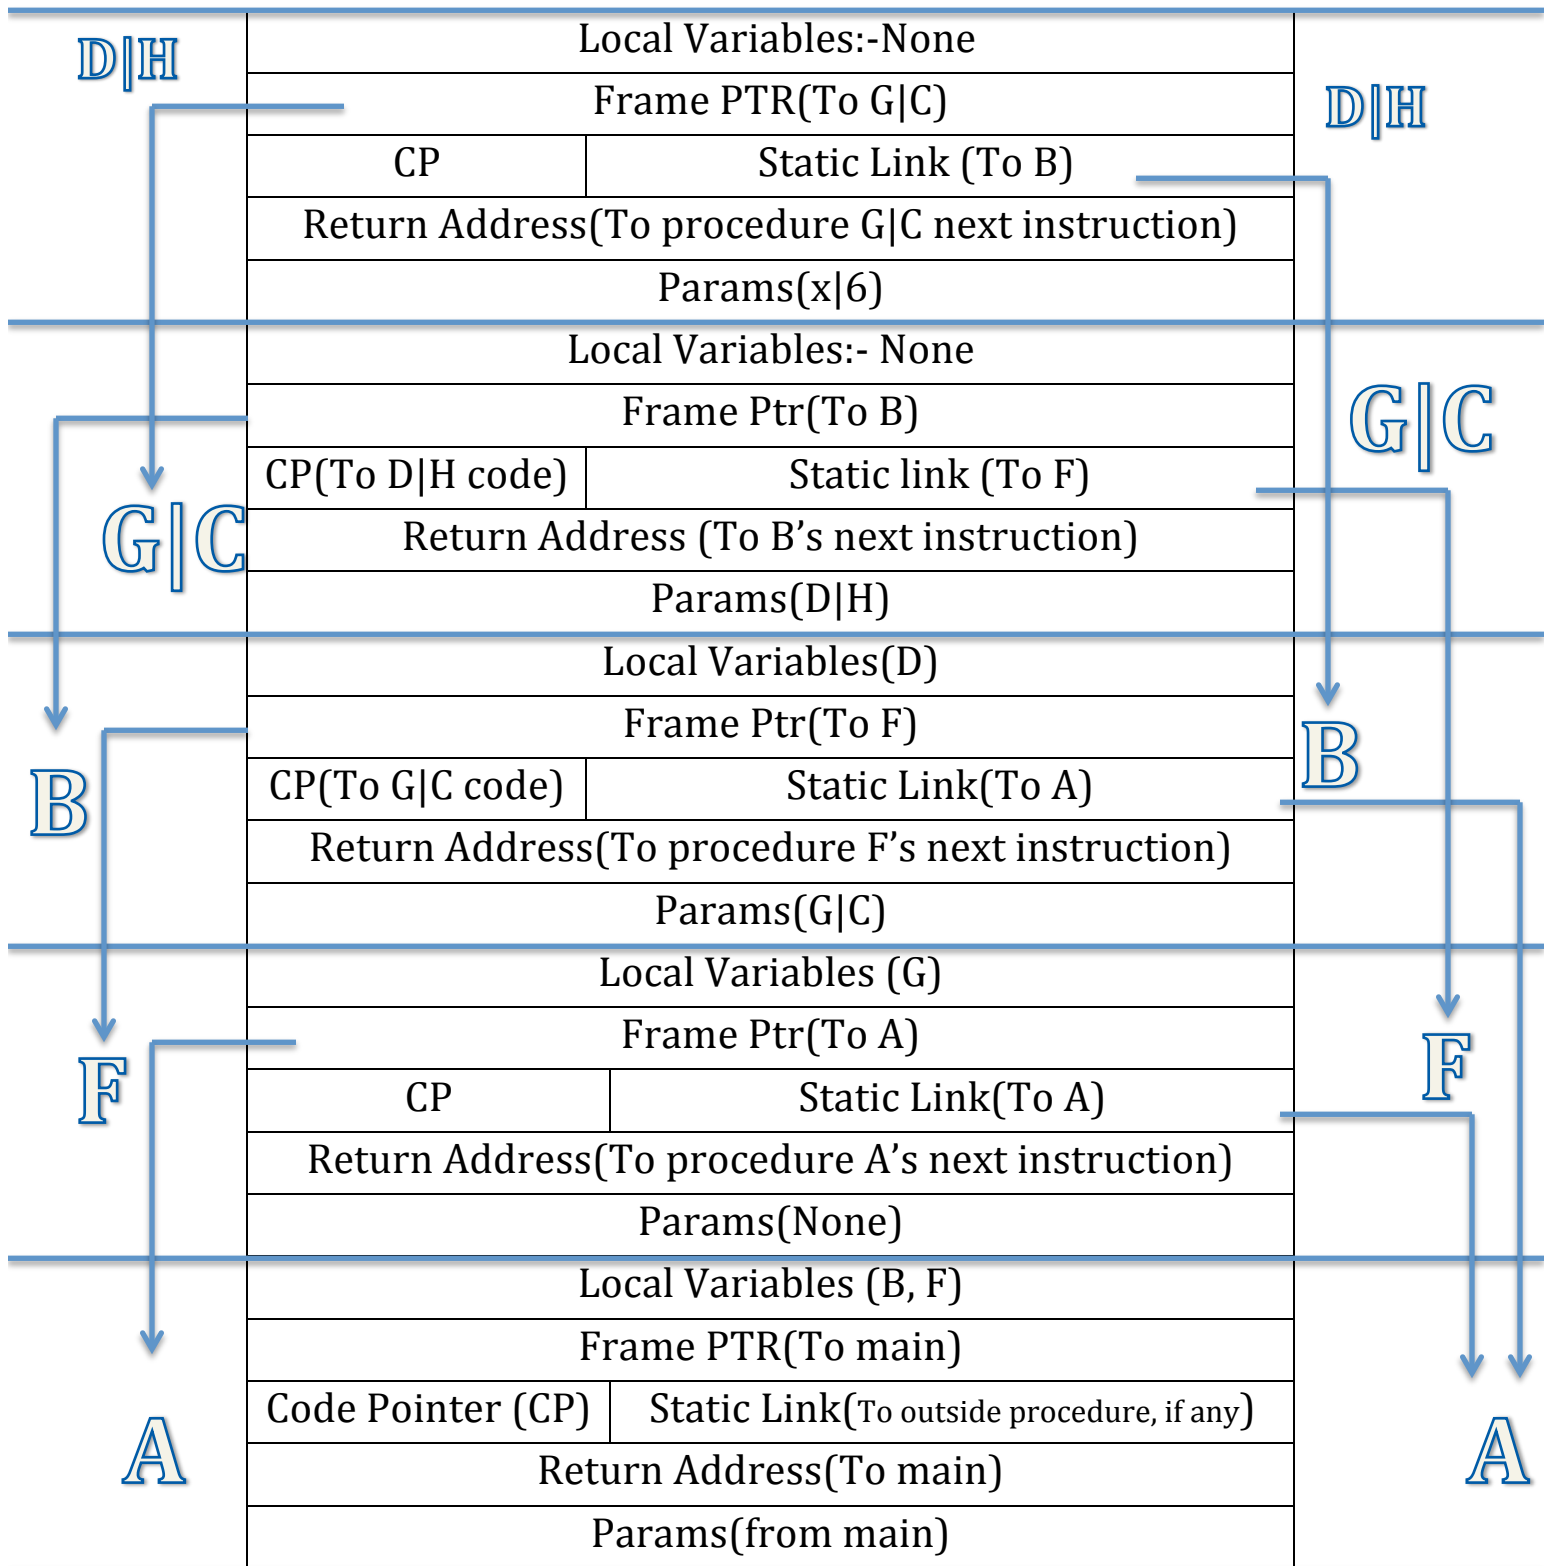 D|H
Local Variables:-None
Frame PTR(To G|C)
D|H
CP
Static Link (To B)
Return Address(To procedure G|C next instruction)
Params(x|6)
Local Variables:- None
Frame Ptr(To B)
G|C
CP(To D|H code)
Static link (To F)
G|C
Return Address (To B’s next instruction)
Params(D|H)
Local Variables(D)
Frame Ptr(To F)
B
B
CP(To G|C code)
Static Link(To A)
Return Address(To procedure F’s next instruction)
Params(G|C)
Local Variables (G)
Frame Ptr(To A)
F
F
CP
Static Link(To A)
Return Address(To procedure A’s next instruction)
Params(None)
Local Variables (B, F)
Frame PTR(To main)
Code Pointer (CP)
Static Link(To outside procedure, if any)
A
A
Return Address(To main)
Params(from main)